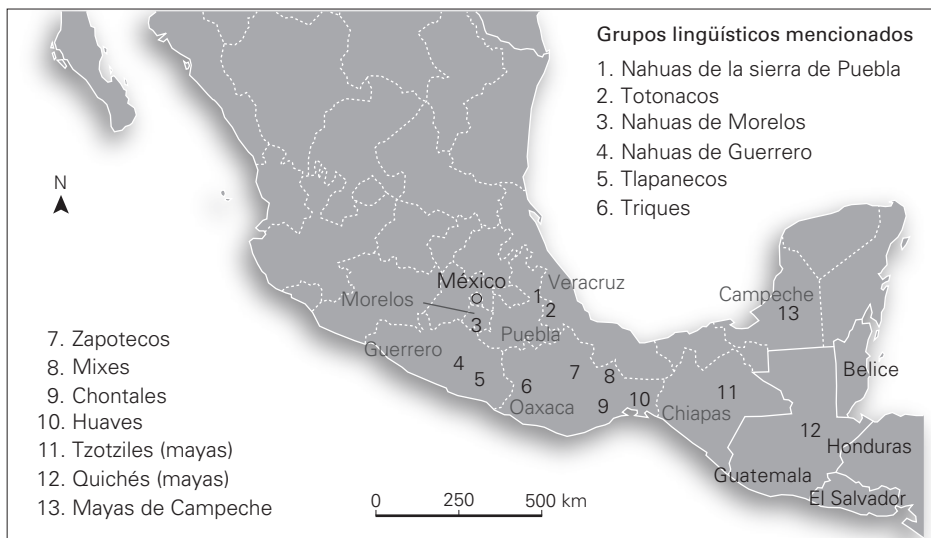 Grupos lingüísticos mencionados
1. Nahuas de la sierra de Puebla
2. Totonacos
3. Nahuas de Morelos
4. Nahuas de Guerrero
5. Tlapanecos
6. Triques
7. Zapotecos
8. Mixes
9. Chontales
10. Huaves
11. Tzotziles (mayas)
12. Quichés (mayas)
13. Mayas de Campeche
N
México
Veracruz
1
2
Morelos
3
Puebla
Guerrero
4
5
6
7
8
Oaxaca
9
10
Chiapas
11
Campeche
13
Belice
12
Honduras
Guatemala
El Salvador
0 250 500 km